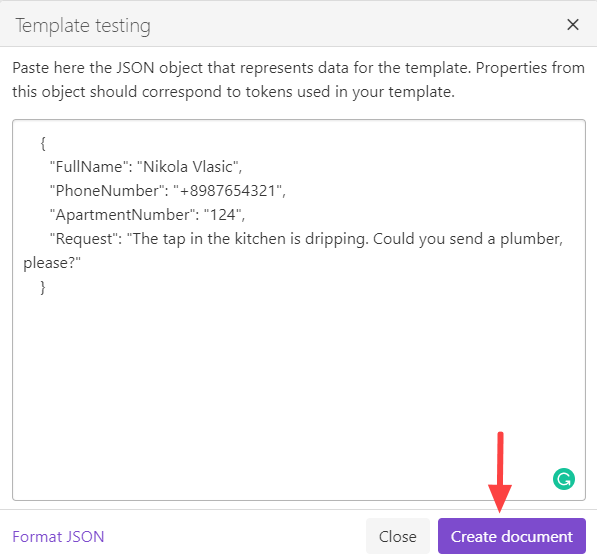 Template testing
Paste here the JSON object that represents data for the template. Properties from
this object should correspond to tokens used in your template.
{
"FullName": "Nikola Vlasic",
"PhoneNumber": "+8987654321",
"ApartmentNumber": "124",
"Request": "The tap in the kitchen is dripping. Could you send a plumber,
please?"
}
Format JSON
Close
Create document